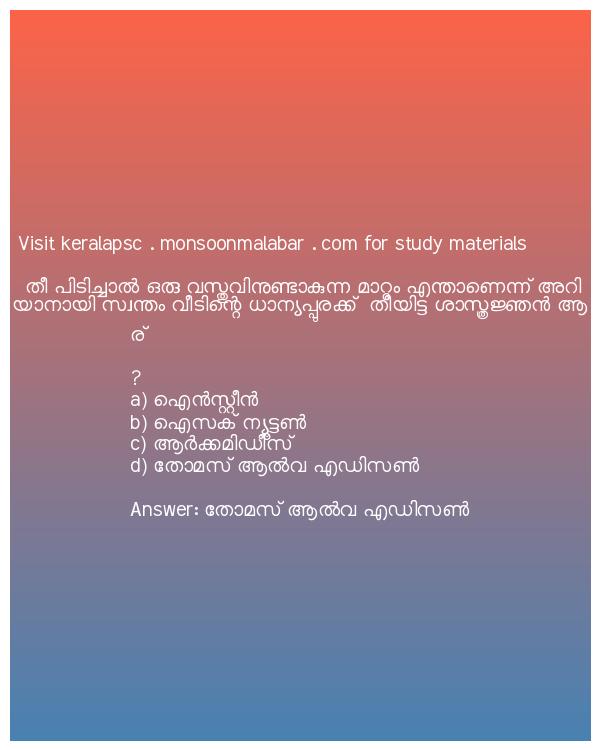 Visit keralapsc . monsoonmalabar . com for study materials
തീ പിടിച്ചാൽ ഒരു വസ്തുവിനുണ്ടാകുന്ന മാറ്റം എന്താണെന്ന് അറി
യാനായി സ്വന്തം വീടിന്റെ ധാന്യപ്പുരക്ക് തീയിട്ട ശാസ്ത്രജ്ഞൻ ആ
ര്
?
a) ഐൻസ്റ്റീൻ
b) ഐസക് ന്യൂട്ടൺ
c) ആർക്കമിഡീസ്
d) തോമസ് ആൽവ എഡിസൺ
Answer: തോമസ് ആൽവ എഡിസൺ